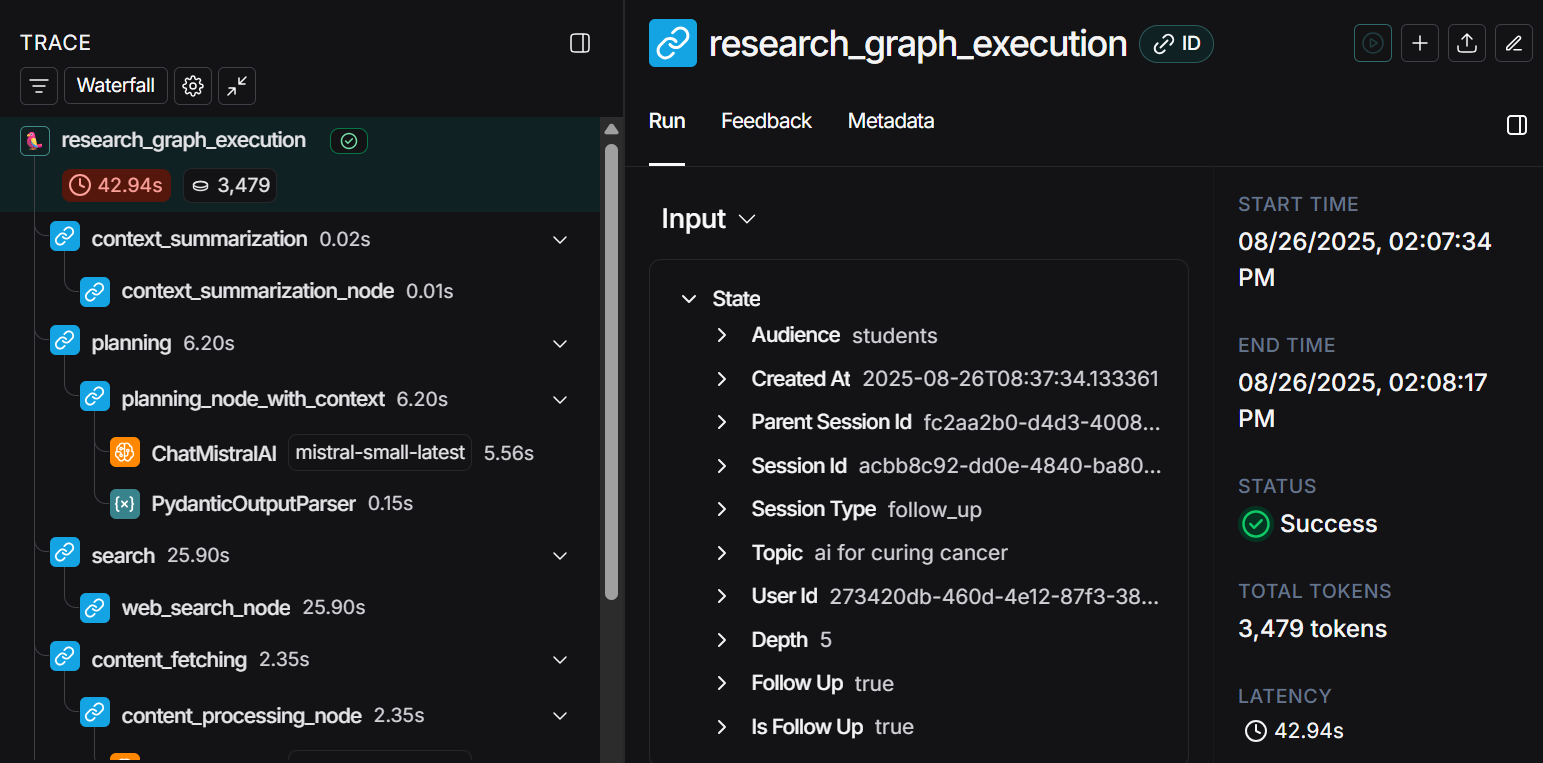 TRACE
Waterfall
research_graph_execution
42.94s 3,479
context_summarization 0.02s
context_summarization_node 0.01s
planning 6.20s
planning_node_with_context 6.20s
ChatMistralAI mistral-small-latest 5.56s
PydanticOutputParser 0.15s
search 25.90s
web_search_node 25.90s
content_fetching 2.35s
content_processing_node 2.35s
research_graph_execution ID
Run Feedback Metadata
Input
State
Audience students
Created At 2025-08-26T08:37:34.133361
Parent Session Id fc2aa2b0-d4d3-4008...
Session Id acbb8c92-dd0e-4840-ba80...
Session Type follow_up
Topic ai for curing cancer
User Id 273420db-460d-4e12-87f3-38...
Depth 5
Follow Up true
Is Follow Up true
START TIME
08/26/2025, 02:07:34
PM
END TIME
08/26/2025, 02:08:17
PM
STATUS
Success
TOTAL TOKENS
3,479 tokens
LATENCY
42.94s